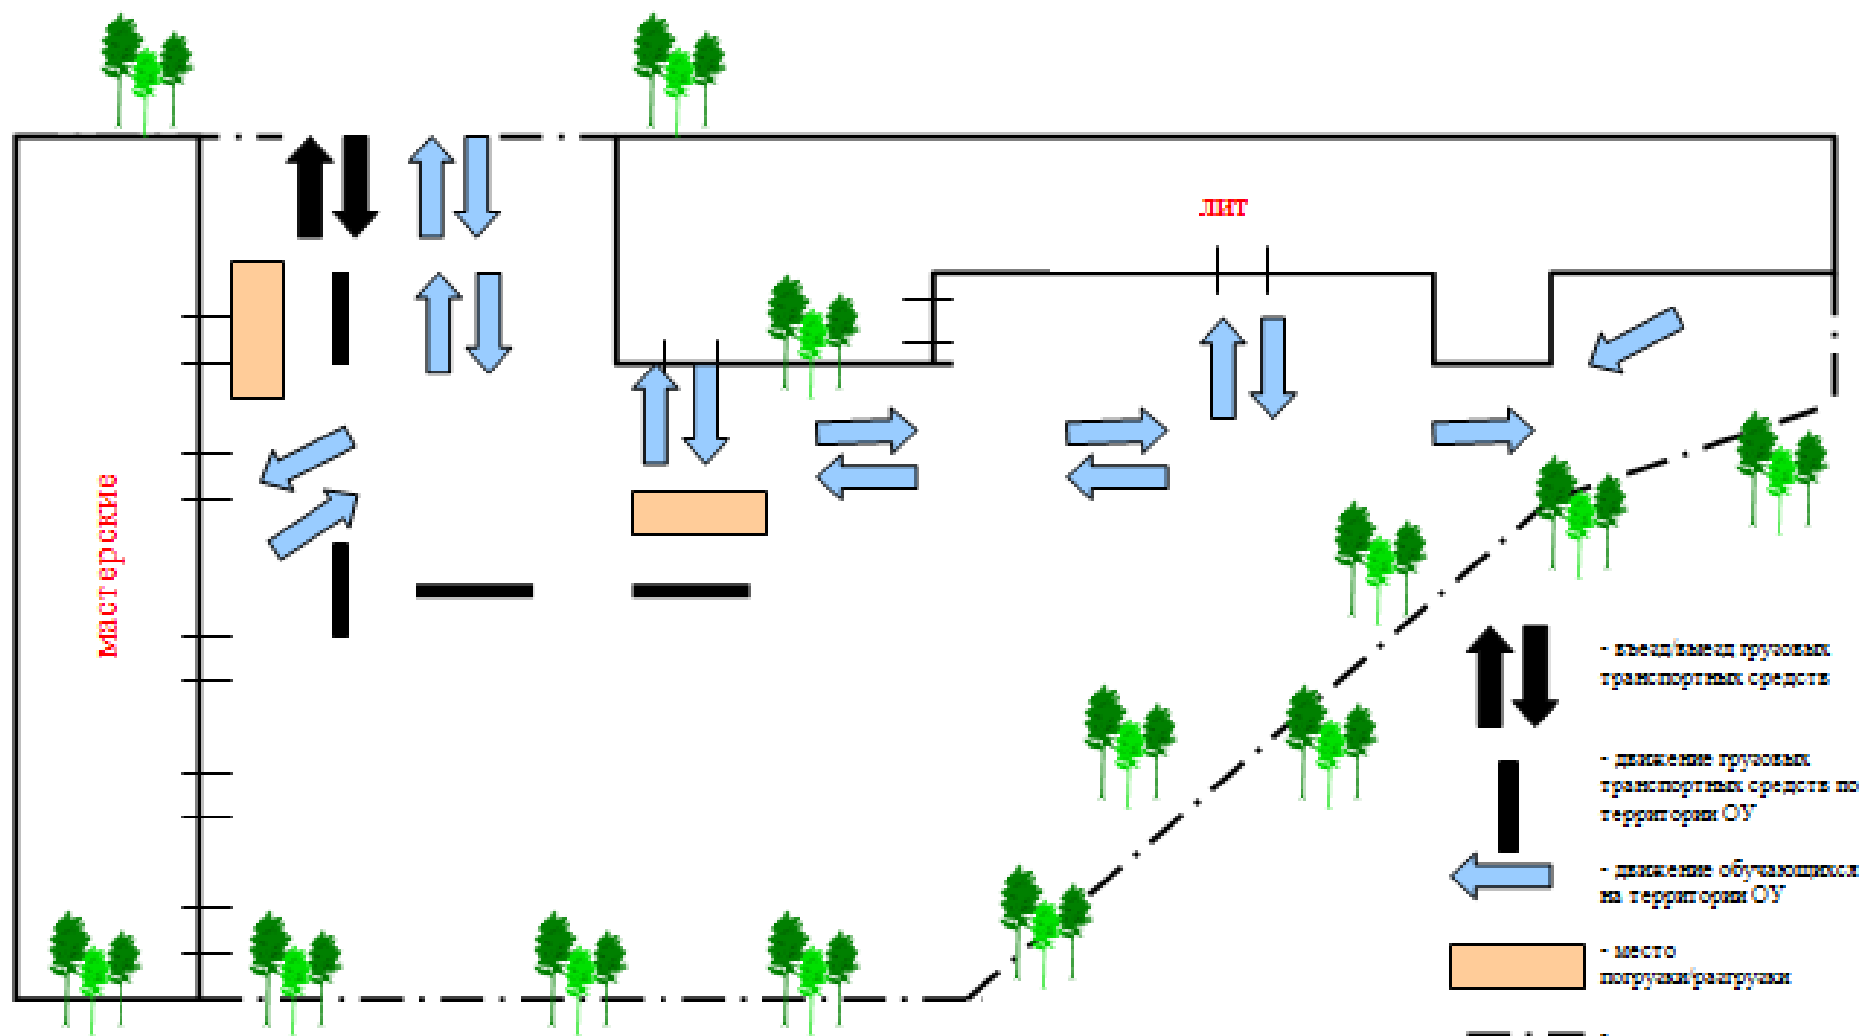 лит
мастерские
- въезд/выезд грузовых
транспортных средств
- движение грузовых
транспортных средств по
территории ОУ
- движение обучающихся
на территории ОУ
- место
погрузки/разгрузки